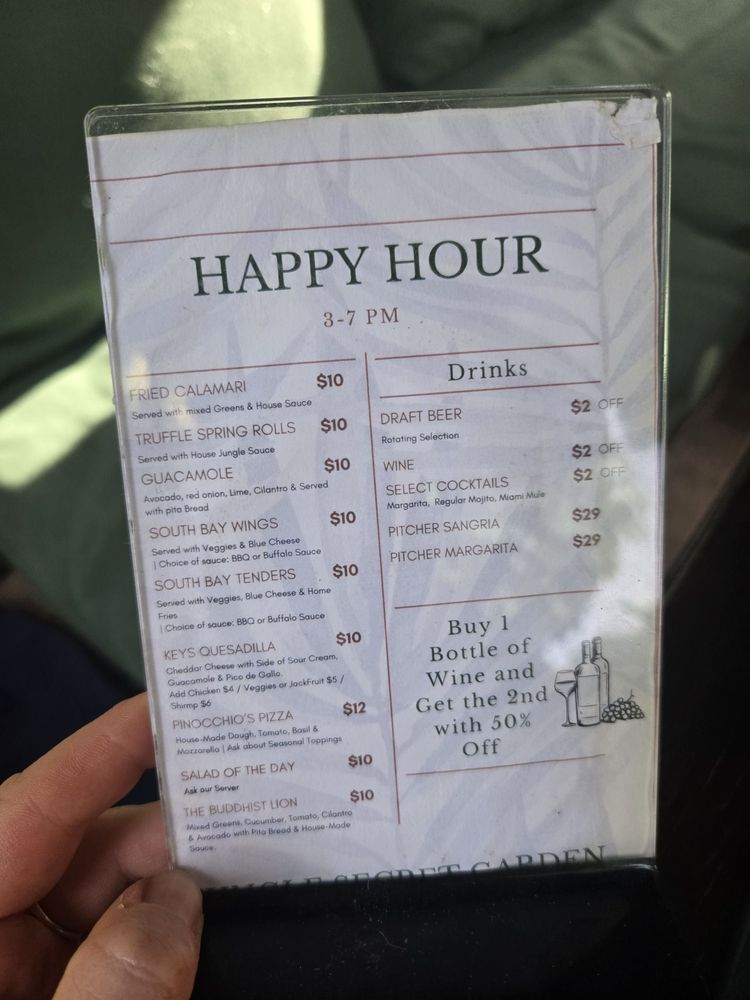 HAPPY HOUR
3-7 PM
FRIED CALAMARI $10
Served with mixed Greens & House Sauce
TRUFFLE SPRING ROLLS $10
Served with House Jungle Sauce
GUACAMOLE $10
Avocado, red onion, Lime, Cilantro & Served
with pita Bread
SOUTH BAY WINGS $10
Served with Veggies & Blue Cheese
| Choice of sauce: BBQ or Buffalo Sauce
SOUTH BAY TENDERS $10
Served with Veggies, Blue Cheese & Home
Fries
| Choice of sauce: BBQ or Buffalo Sauce
KEYS QUESADILLA $10
Cheddar Cheese with Side of Sour Cream,
Guacamole & Pico de Gallo.
Add Chicken $4 / Veggies or JackFruit $5 /
Shirmp $6
PINOCCHIO'S PIZZA $12
House-Made Dough, Tomato, Basil &
Mozzarella | Ask about Seasonal Toppings
SALAD OF THE DAY $10
Ask our Server
THE BUDDHIST LION $10
Mixed Greens, Cucumber, Tomato, Cilantro
& Avocado with Pita Bread & House-Made
Sauce.
Drinks
DRAFT BEER $2 OFF
Rotating Selection
WINE $2 OFF
SELECT COCKTAILS $2 OFF
Margarita, Regular Mojito, Miami Mule
PITCHER SANGRIA $29
PITCHER MARGARITA $29
Buy 1
Bottle of
Wine and
Get the 2nd
with 50%
Off
SECRET GARDEN